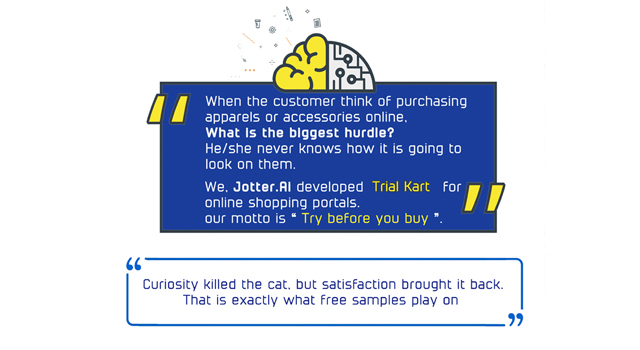 When the customer think of purchasing
apparels or accessories online,
What is the biggest hurdle?
He/she never knows how it is going to
look on them.
We, Jotter.Ai developed Trial Kart for
online shopping portals.
our motto is “ Try before you buy ”.
Curiosity killed the cat, but satisfaction brought it back.
That is exactly what free samples play on